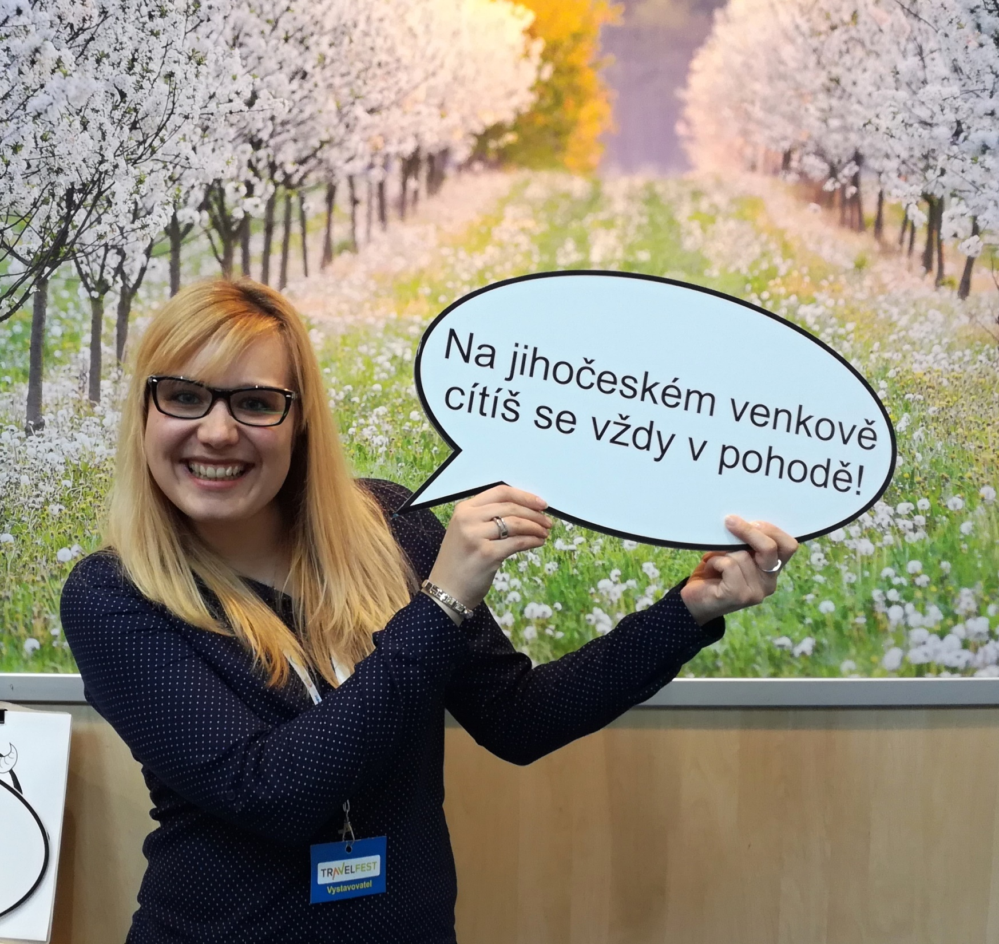 Na jihočeském venkově
cítíš se vždy v pohodě!
TRAVELFEST
Vystavovatel